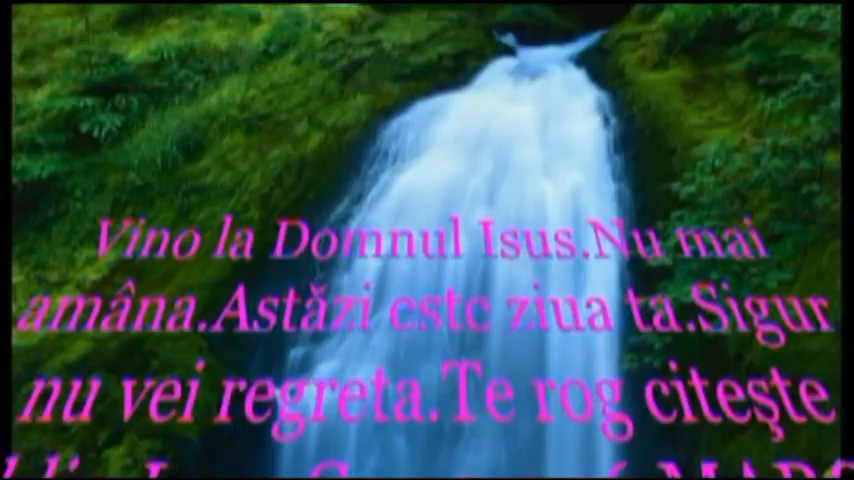 Vino la Domnul Isus.Nu mai
amâna.Astăzi este ziua ta.Sigur
nu vei regreta.Te rog citeşte